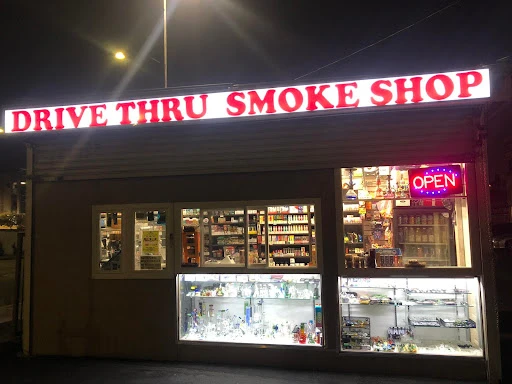 DRIVE THRU SMOKE SHOP
OPEN